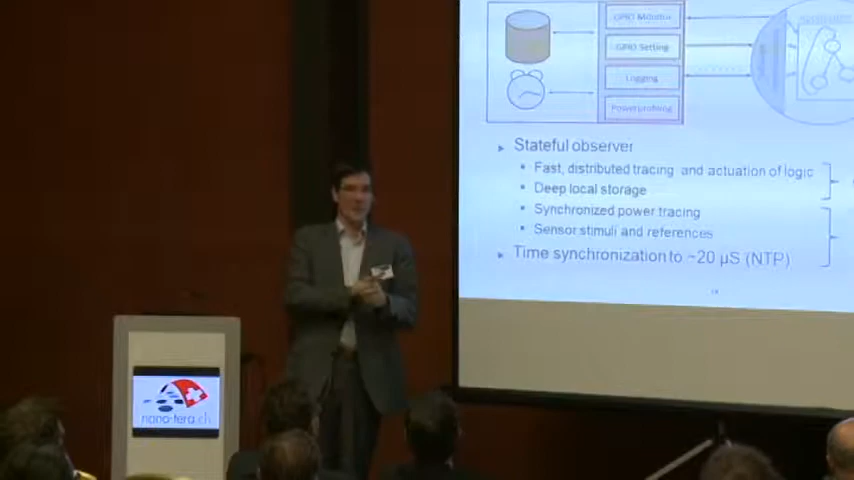 GPIO Monitor
GPIO Setting
Logging
Powerprofiling
Stateful observer
Fast, distributed tracing and actuation of logic
Deep local storage
Synchronized power tracing
Sensor stimuli and references
Time synchronization to ~20 µS (NTP)
nano-tera.ch